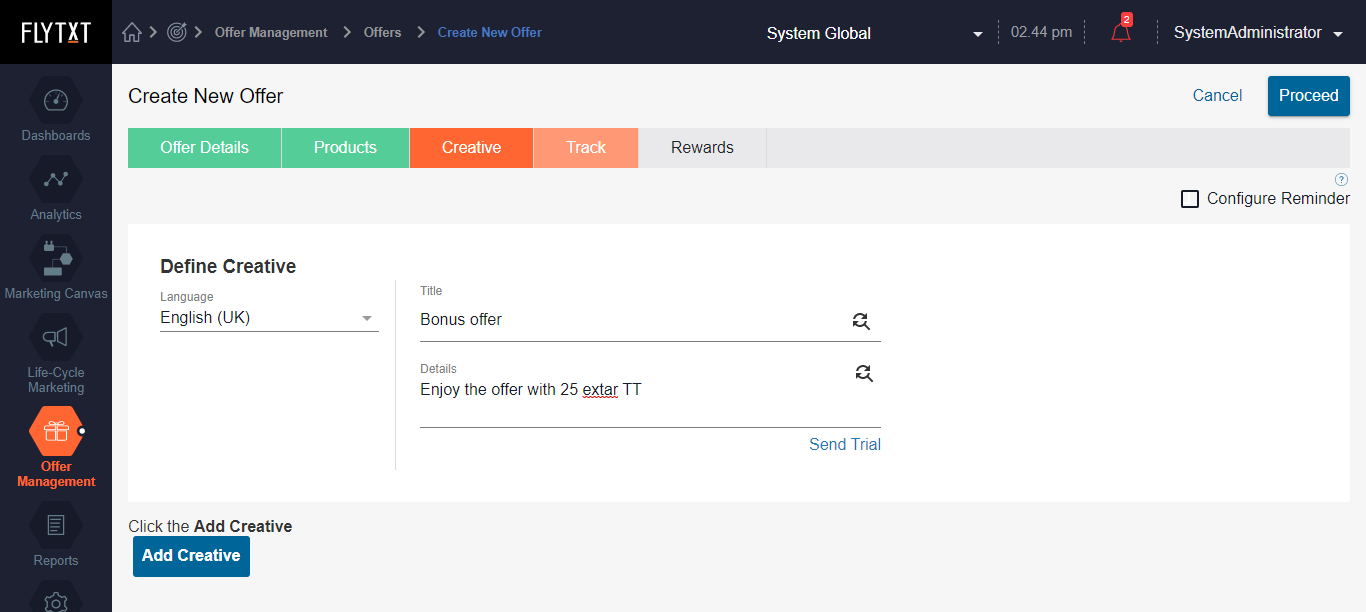 FLYTXT
Offer Management
Offers
Create New Offer
System Global
02.44 pm
2
SystemAdministrator
Dashboards
Analytics
Marketing Canvas
Life-Cycle
Marketing
Offer
Management
Reports
Create New Offer
Cancel
Proceed
Offer Details
Products
Creative
Track
Rewards
?
Configure Reminder
Define Creative
Language
English (UK)
Title
Bonus offer
Details
Enjoy the offer with 25 extar TT
Send Trial
Click the Add Creative
Add Creative